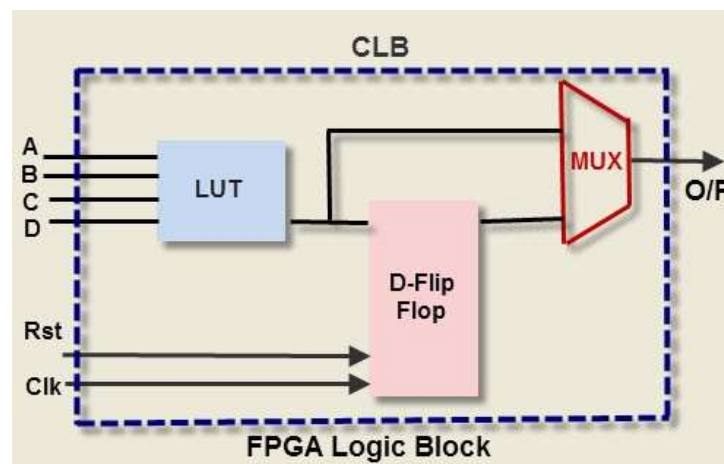 CLB
A
B
C
D
LUT
MUX
O/P
D-Flip
Flop
Rst
Clk
FPGA Logic Block